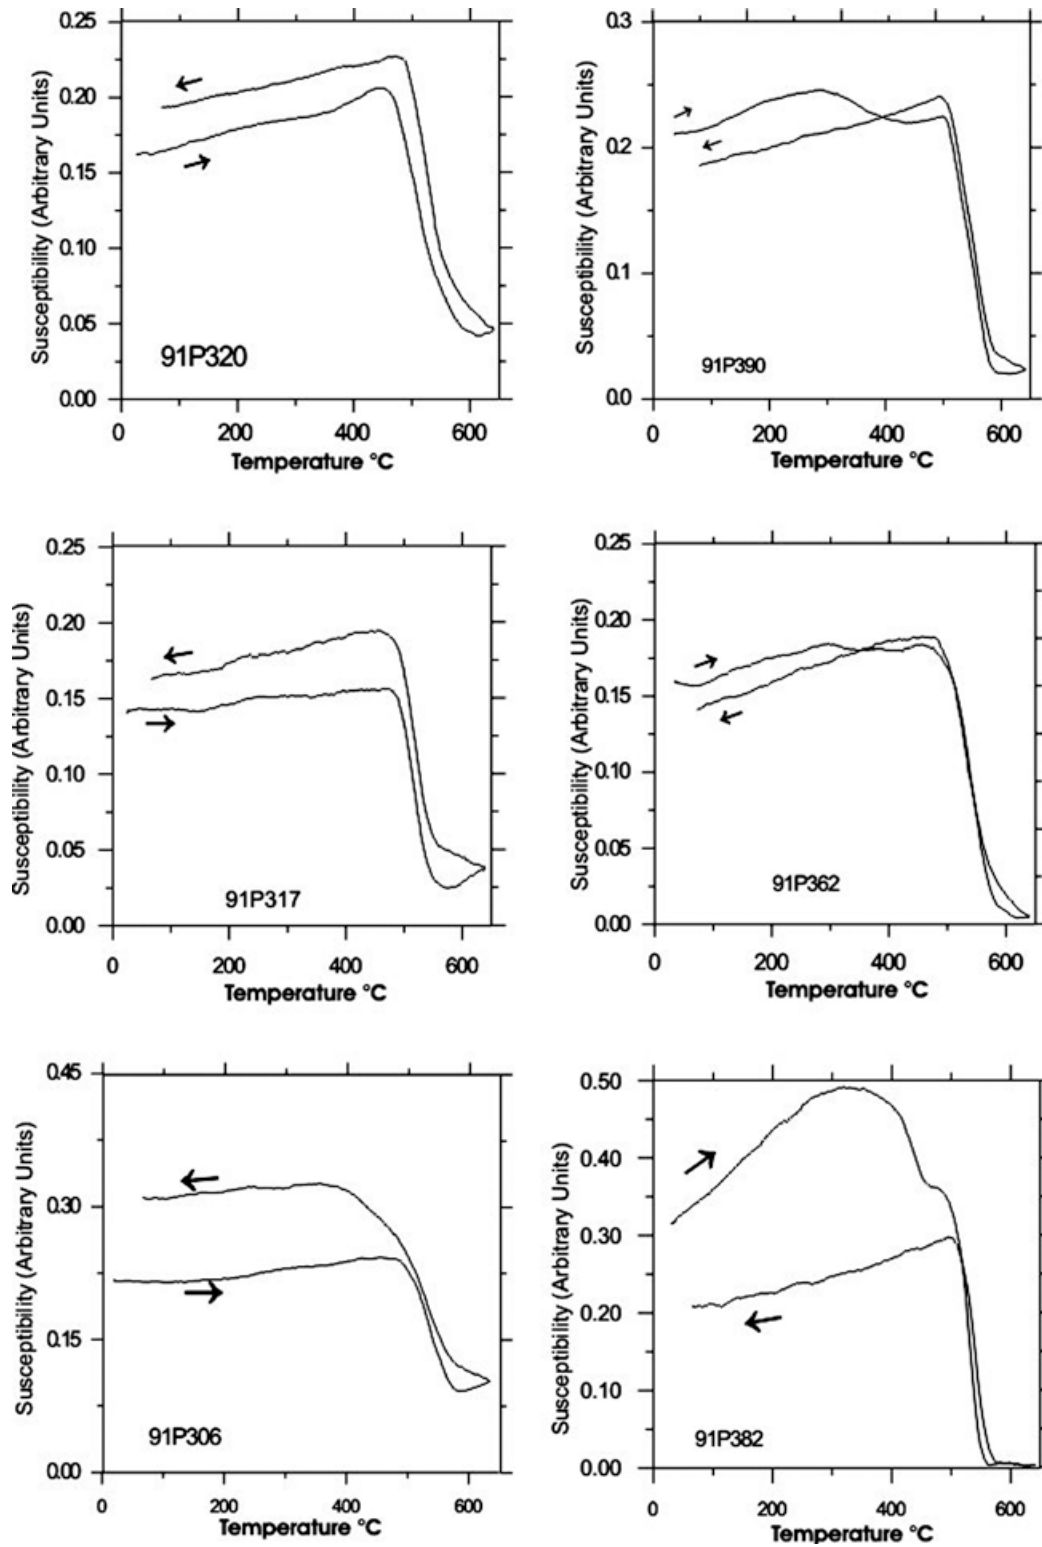 Susceptibility (Arbitrary Units)
0.25
0.20
0.15
0.10
0.05
0.00
91P320
0 200 400 600
Temperature °C
Susceptibility (Arbitrary Units)
0.3
0.2
0.1
0.0
91P390
0 200 400 600
Temperature °C
Susceptibility (Arbitrary Units)
0.25
0.20
0.15
0.10
0.05
0.00
91P317
0 200 400 600
Temperature °C
Susceptibility (Arbitrary Units)
0.25
0.20
0.15
0.10
0.05
0.00
91P362
0 200 400 600
Temperature °C
Susceptibility (Arbitrary Units)
0.45
0.30
0.15
0.00
91P306
0 200 400 600
Temperature °C
Susceptibility (Arbitrary Units)
0.50
0.40
0.30
0.20
0.10
0.00
91P382
0 200 400 600
Temperature °C